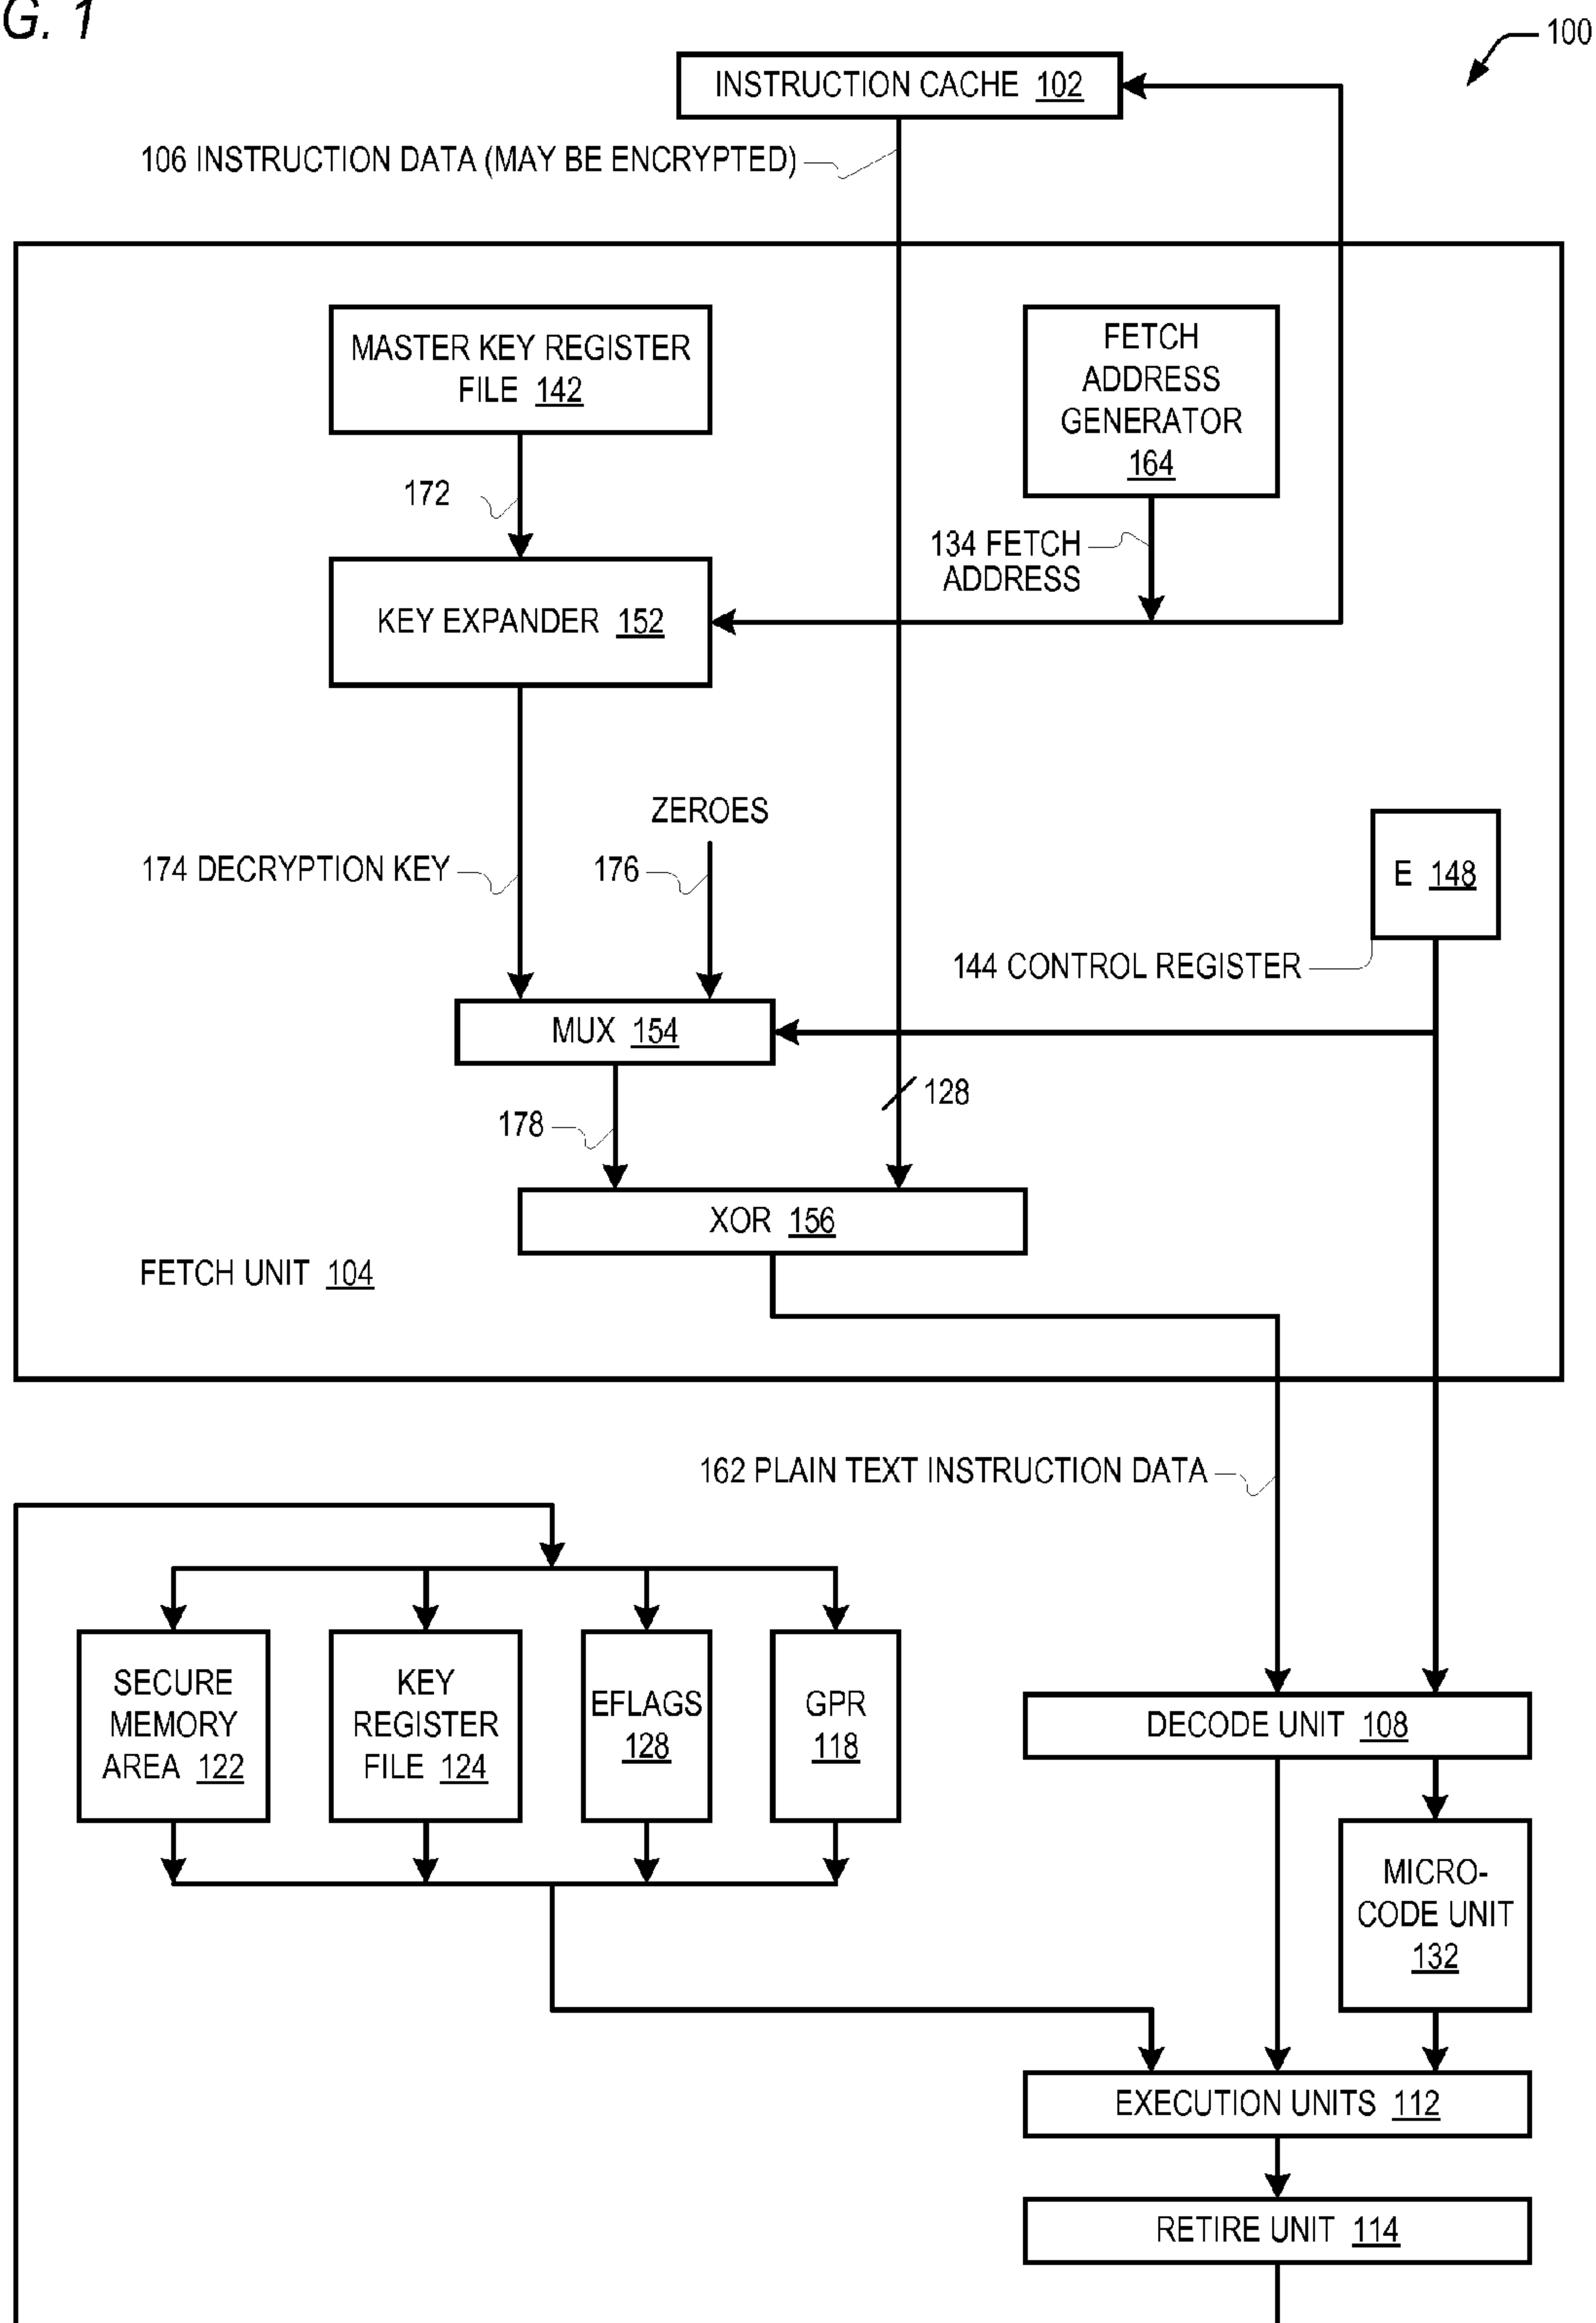 G. 1
100
INSTRUCTION CACHE 102
106 INSTRUCTION DATA (MAY BE ENCRYPTED)
MASTER KEY REGISTER
FILE 142
FETCH
ADDRESS
GENERATOR
164
172
134 FETCH
ADDRESS
KEY EXPANDER 152
ZEROES
174 DECRYPTION KEY
176
E 148
144 CONTROL REGISTER
MUX 154
128
178
XOR 156
FETCH UNIT 104
162 PLAIN TEXT INSTRUCTION DATA
SECURE
MEMORY
AREA 122
KEY
REGISTER
FILE 124
EFLAGS
128
GPR
118
DECODE UNIT 108
MICRO-
CODE UNIT
132
EXECUTION UNITS 112
RETIRE UNIT 114